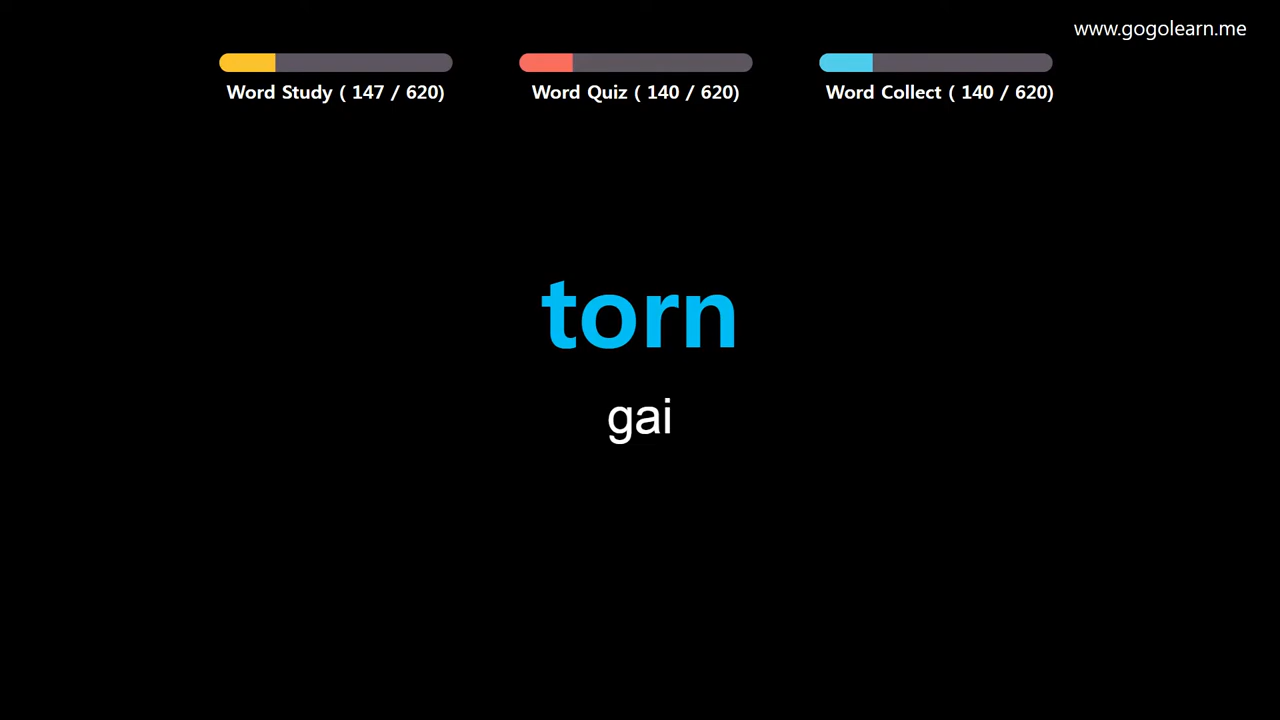 www.gogolearn.me
Word Study ( 147 / 620)
Word Quiz ( 140 / 620)
Word Collect ( 140 / 620)
torn
gai